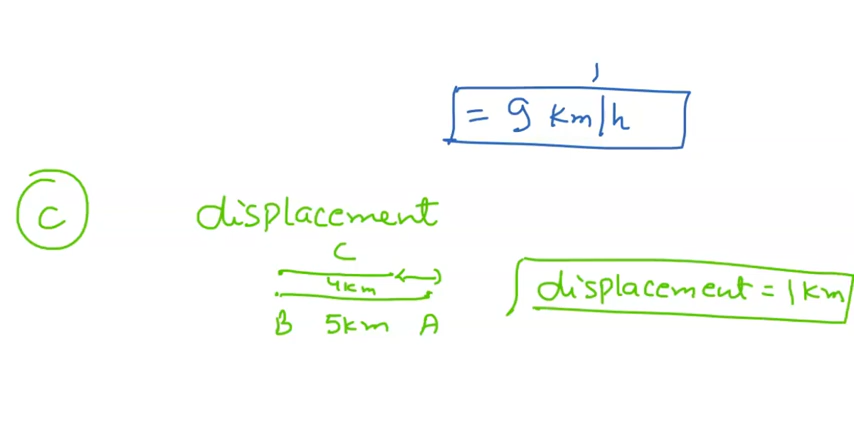 = 9 km/h
C displacement
C
4km
displacement = 1km
B 5km A